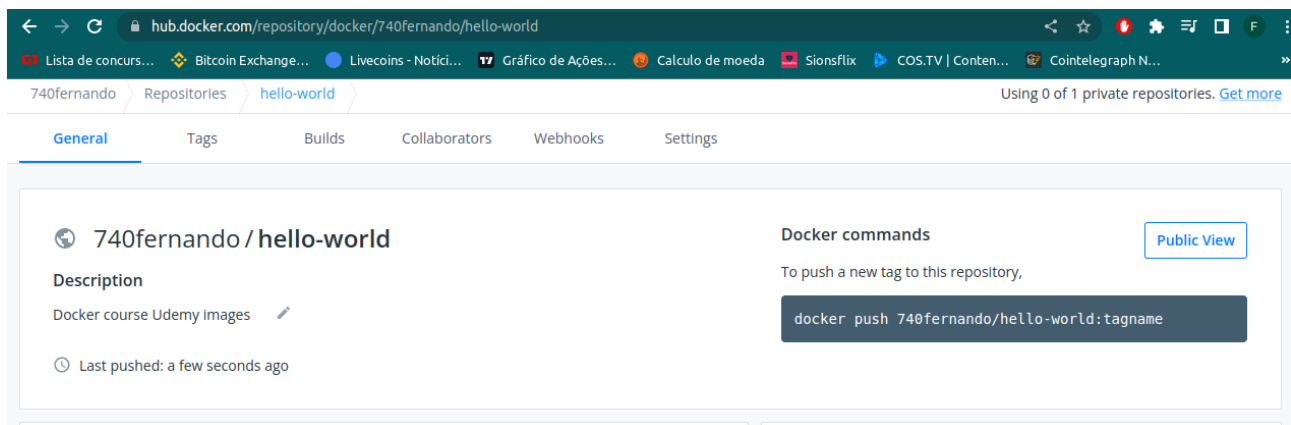 hub.docker.com/repository/docker/740fernando/hello-world
F
G1 Lista de concurs... Bitcoin Exchange... Livecoins - Notíci... 17 Gráfico de Ações... Calculo de moeda Sionsflix COS.TV | Conten... Cointelegraph N... »
740fernando Repositories hello-world Using 0 of 1 private repositories. Get more
General Tags Builds Collaborators Webhooks Settings
740fernando / hello-world
Docker commands
Public View
Description
To push a new tag to this repository,
Docker course Udemy images
docker push 740fernando/hello-world:tagname
Last pushed: a few seconds ago